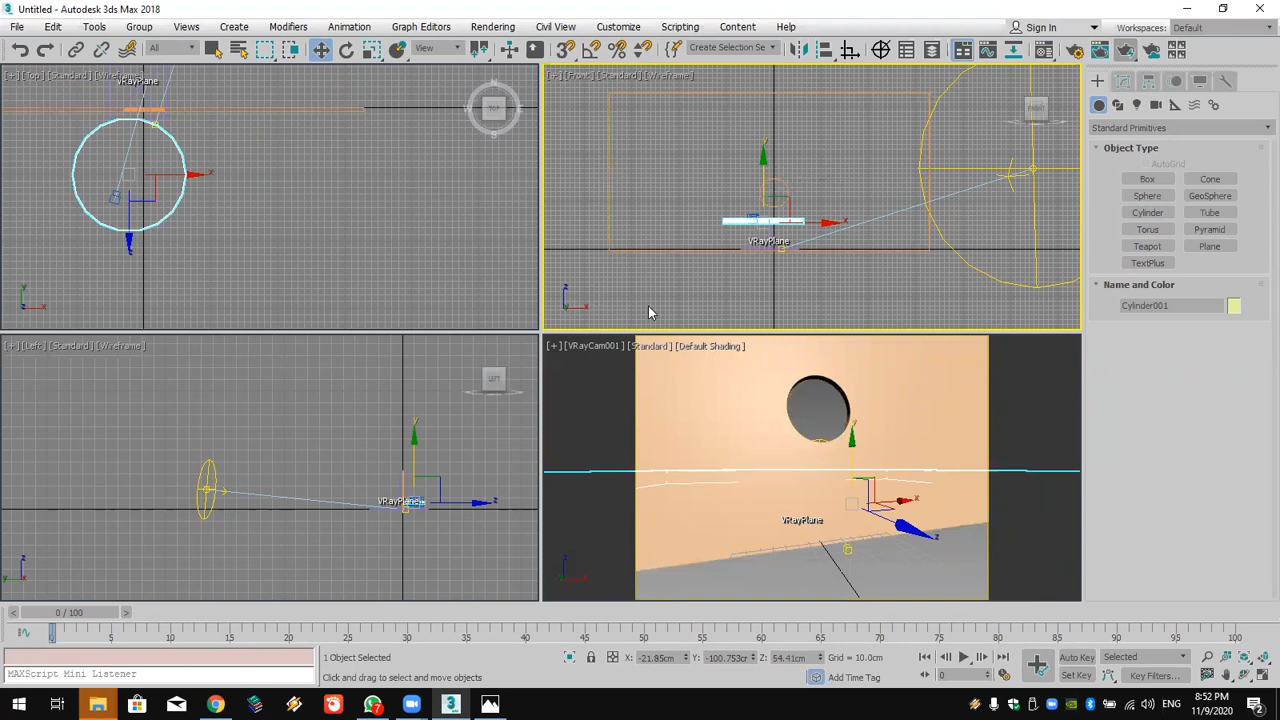 Untitled - Autodesk 3ds Max 2018
File Edit Tools Group Views Create Modifiers Animation Graph Editors Rendering Civil View Customize Scripting Content Help
Sign In Workspaces: Default
All View Create Selection Se
[+] [Top] [Standard] [Wireframe]
VRayPlane
TOP
N
[+] [Front] [Standard] [Wireframe]
FRONT
y
x
VRayPlane
z
x
[+] [Left] [Standard] [Wireframe]
LEFT
VRayPlane
[+] [VRayCam001] [Standard] [Default Shading]
VRayPlane
Standard Primitives
Object Type
AutoGrid
Box Cone
Sphere GeoSphere
Cylinder Tube
Torus Pyramid
Teapot Plane
TextPlus
Name and Color
Cylinder001
0 / 100
0 5 10 15 20 25 30 35 40 45 50 55 60 65 70 75 80 85 90 95 100
MAXScript Mini Listener
1 Object Selected
Click and drag to select and move objects
X: -21.85cm Y: -100.753cr Z: 54.41cm Grid = 10.0cm
Add Time Tag
0
Auto Key Selected
Set Key Key Filters...
8:52 PM
11/9/2020